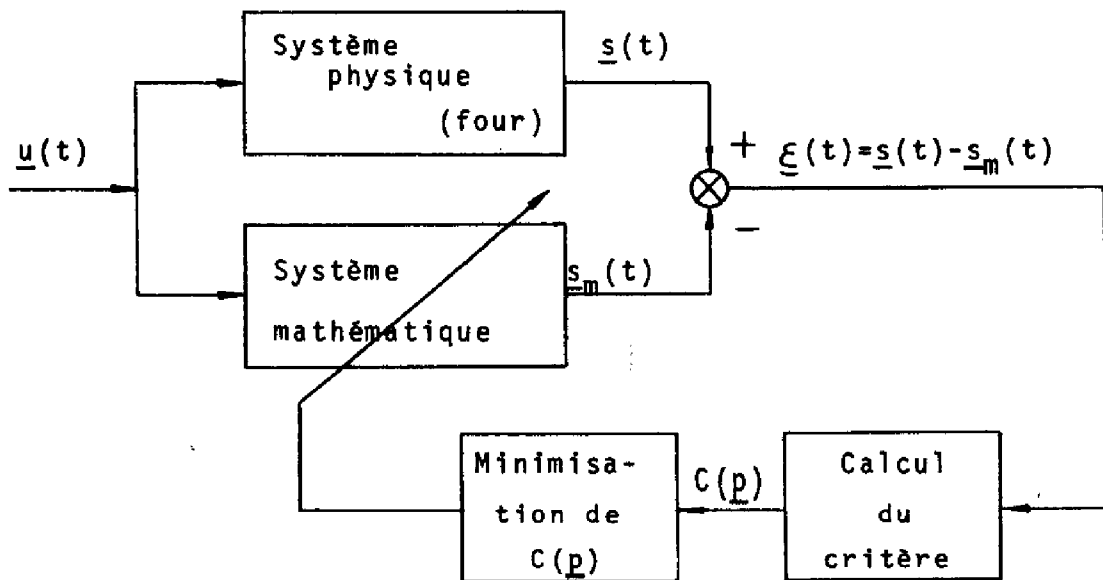 Système
physique
(four)
s(t)
u(t)
+
ε(t)=s(t)-s_m(t)
-
Système
mathématique
s_m(t)
Minimisa-
tion de
C(p)
C(p)
Calcul
du
critère